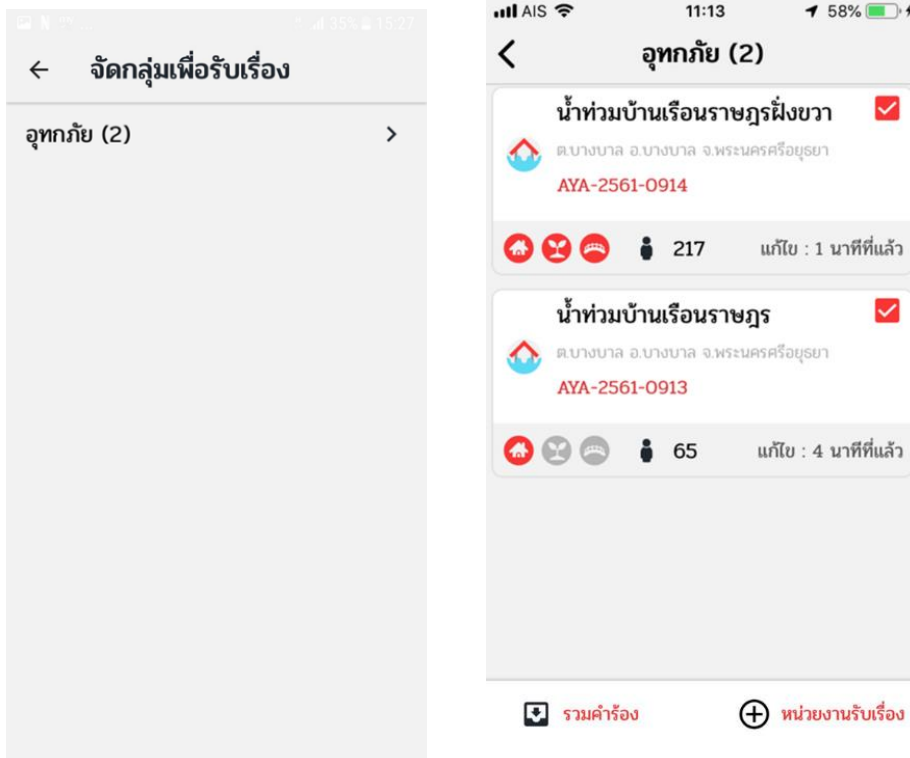 35% 15:27
จัดกลุ่มเพื่อรับเรื่อง
อุทกภัย (2)
AIS 11:13 58%
อุทกภัย (2)
น้ำท่วมบ้านเรือนราษฎรฝั่งขวา
ต.บางบาล อ.บางบาล จ.พระนครศรีอยุธยา
AYA-2561-0914
217 แก้ไข : 1 นาทีที่แล้ว
น้ำท่วมบ้านเรือนราษฎร
ต.บางบาล อ.บางบาล จ.พระนครศรีอยุธยา
AYA-2561-0913
65 แก้ไข : 4 นาทีที่แล้ว
รวมคำร้อง หน่วยงานรับเรื่อง